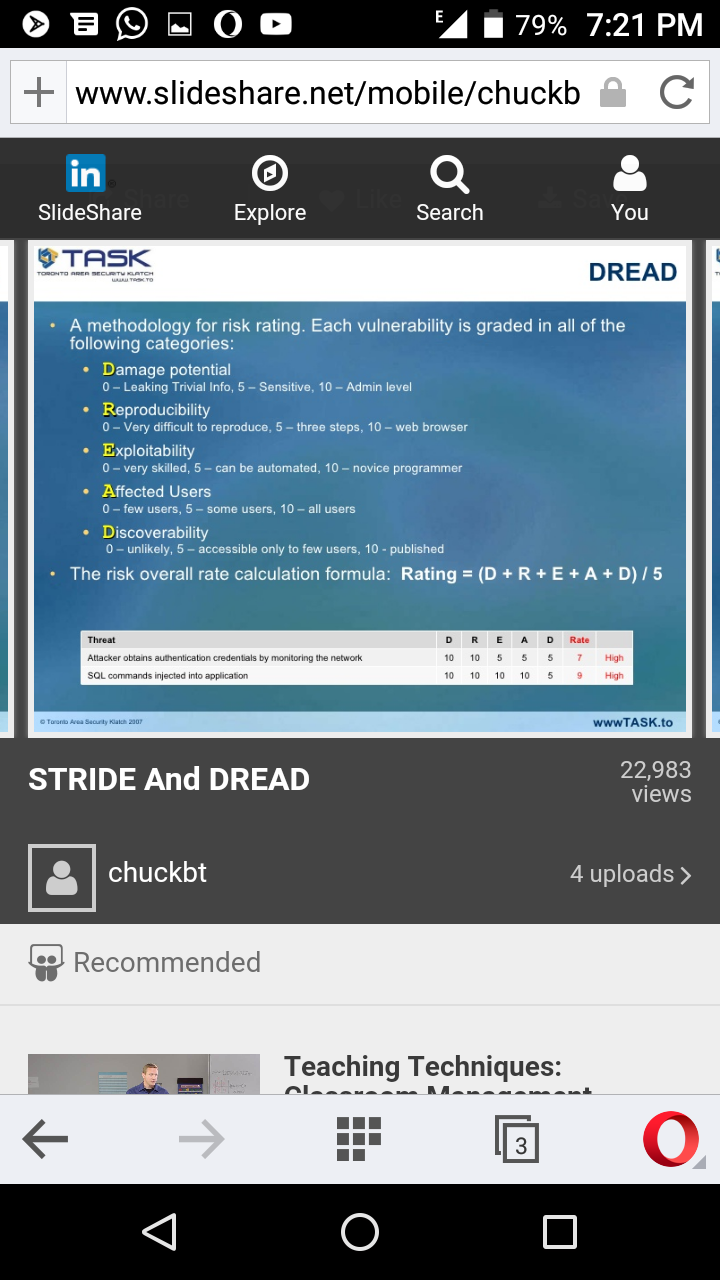 E 79% 7:21 PM
www.slideshare.net/mobile/chuckb
in
SlideShare Explore Search You
Share Like Sa
TASK
TORONTO AREA SECURITY KLATCH
www.TASK.TO
DREAD
• A methodology for risk rating. Each vulnerability is graded in all of the
following categories:
• Damage potential
0 – Leaking Trivial Info, 5 – Sensitive, 10 – Admin level
• Reproducibility
0 – Very difficult to reproduce, 5 – three steps, 10 – web browser
• Exploitability
0 – very skilled, 5 – can be automated, 10 – novice programmer
• Affected Users
0 – few users, 5 – some users, 10 – all users
• Discoverability
0 – unlikely, 5 – accessible only to few users, 10 - published
• The risk overall rate calculation formula: Rating = (D + R + E + A + D) / 5
Threat D R E A D Rate
Attacker obtains authentication credentials by monitoring the network 10 10 5 5 5 7 High
SQL commands injected into application 10 10 10 10 5 9 High
© Toronto Area Security Klatch 2007
wwwTASK.to
STRIDE And DREAD
22,983
views
chuckbt
4 uploads
Recommended
Teaching Techniques:
Classroom Management
3